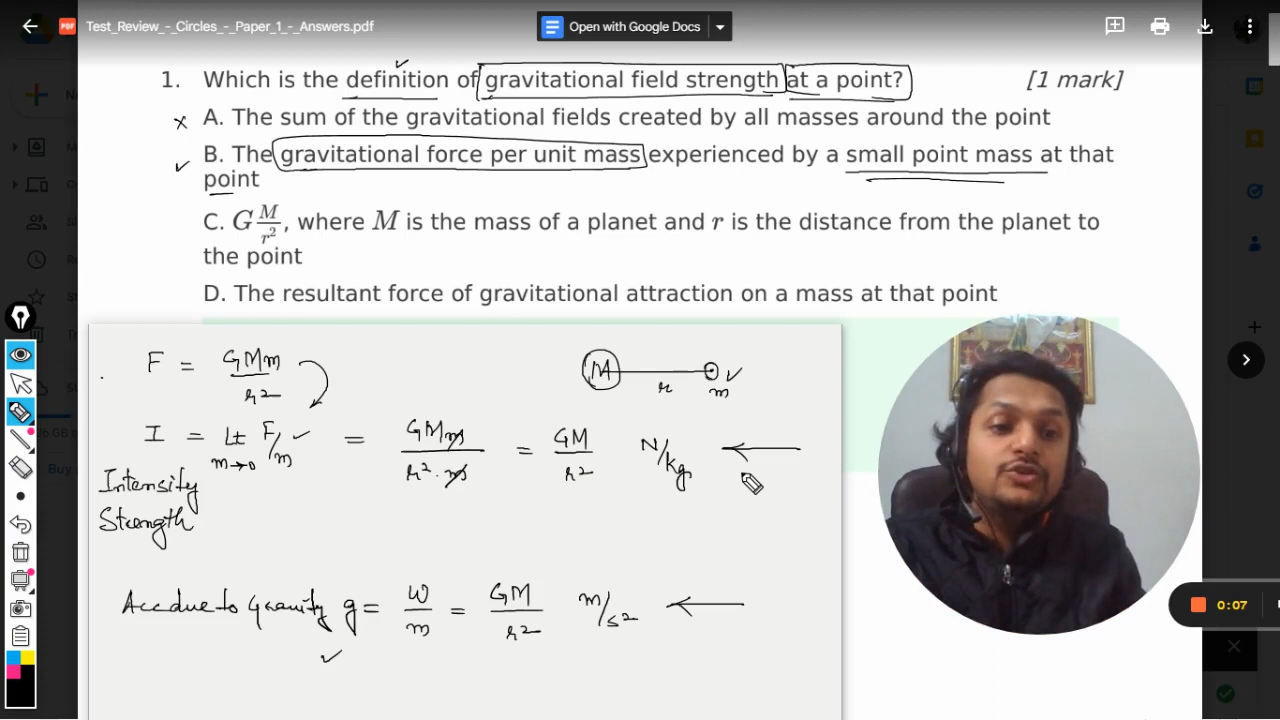 Test_Review_-_Circles_-_Paper_1_-_Answers.pdf
Open with Google Docs
1. Which is the definition of gravitational field strength at a point? [1 mark]
A. The sum of the gravitational fields created by all masses around the point
B. The gravitational force per unit mass experienced by a small point mass at that
point
C. G M/r², where M is the mass of a planet and r is the distance from the planet to
the point
D. The resultant force of gravitational attraction on a mass at that point
F = GMm/r²
M r m
I = Lt m→0 F/m = GMm/r².m = GM/r² N/kg
Intensity
Strength
Acc due to Gravity g = W/m = GM/r² m/s²
0:07
Buy